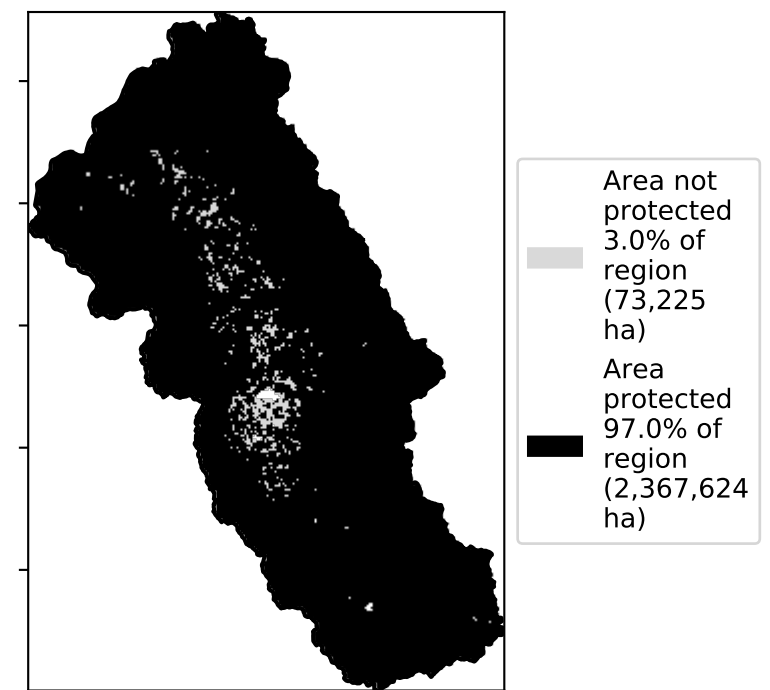 Area not
protected
3.0% of
region
(73,225
ha)
Area
protected
97.0% of
region
(2,367,624
ha)